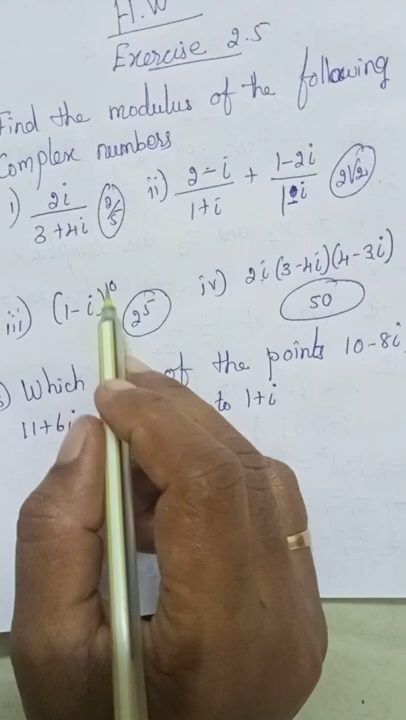 H.W
Exercise 2.5
Find the modulus of the following
Complex numbers
i) 2i / 3+4i (2/5) ii) 2-i / 1+i + 1-2i / 1-i (2√2)
iii) (1-i)^10 (2^5) iv) 2i(3-4i)(4-3i) (50)
Which of the points 10-8i,
11+6i to 1+i